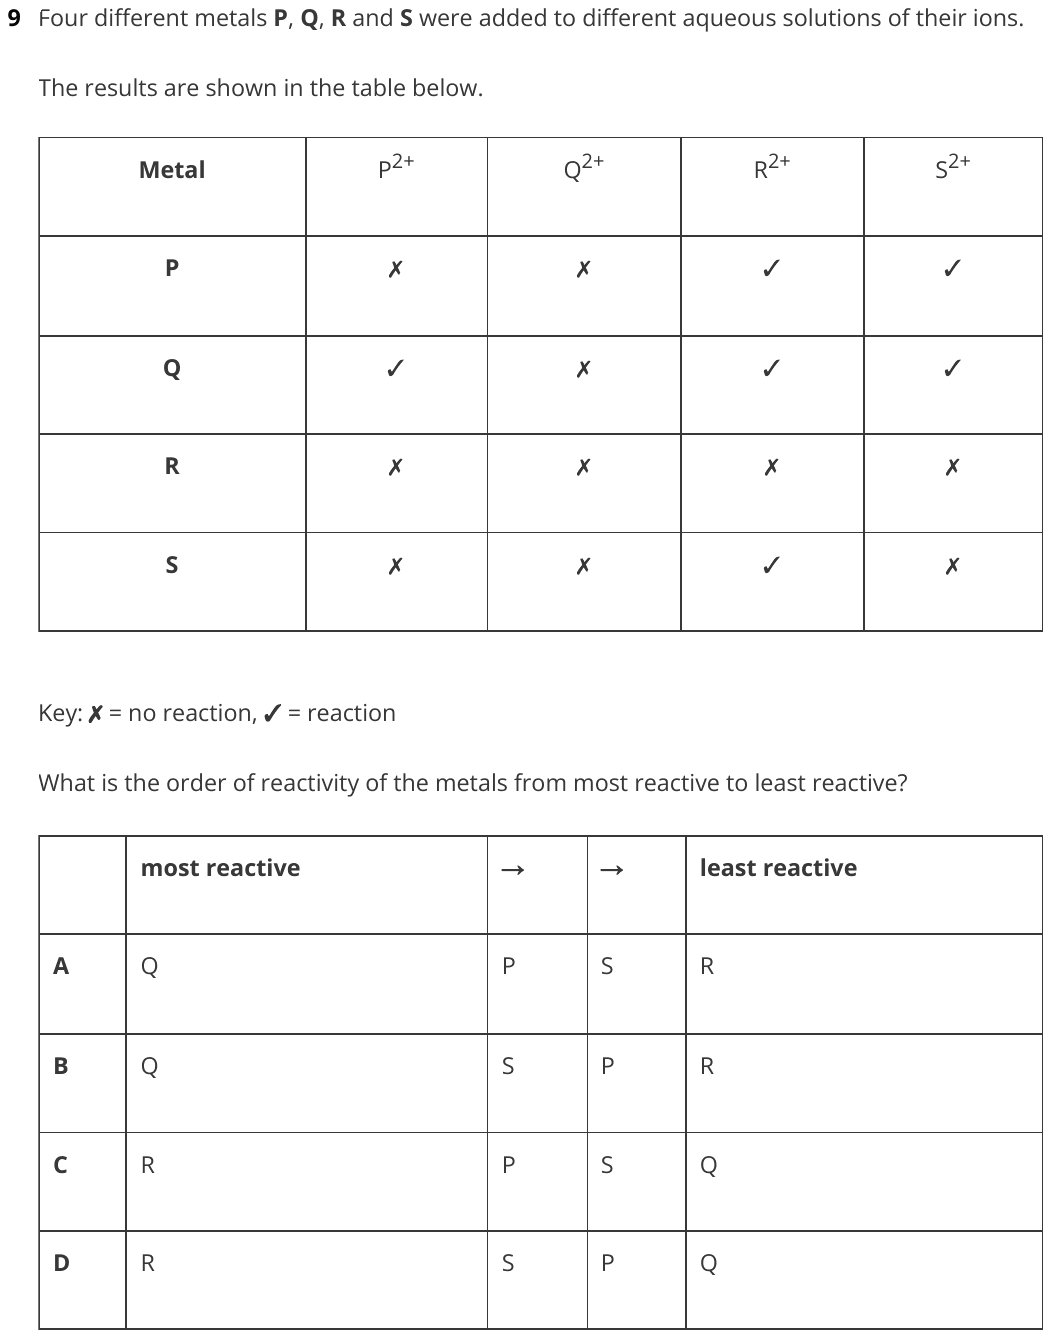 9 Four different metals P, Q, R and S were added to different aqueous solutions of their ions.
The results are shown in the table below.
Metal P2+ Q2+ R2+ S2+
P ✗ ✗ ✓ ✓
Q ✓ ✗ ✓ ✓
R ✗ ✗ ✗ ✗
S ✗ ✗ ✓ ✗
Key: ✗ = no reaction, ✓ = reaction
What is the order of reactivity of the metals from most reactive to least reactive?
most reactive → → least reactive
A Q P S R
B Q S P R
C R P S Q
D R S P Q